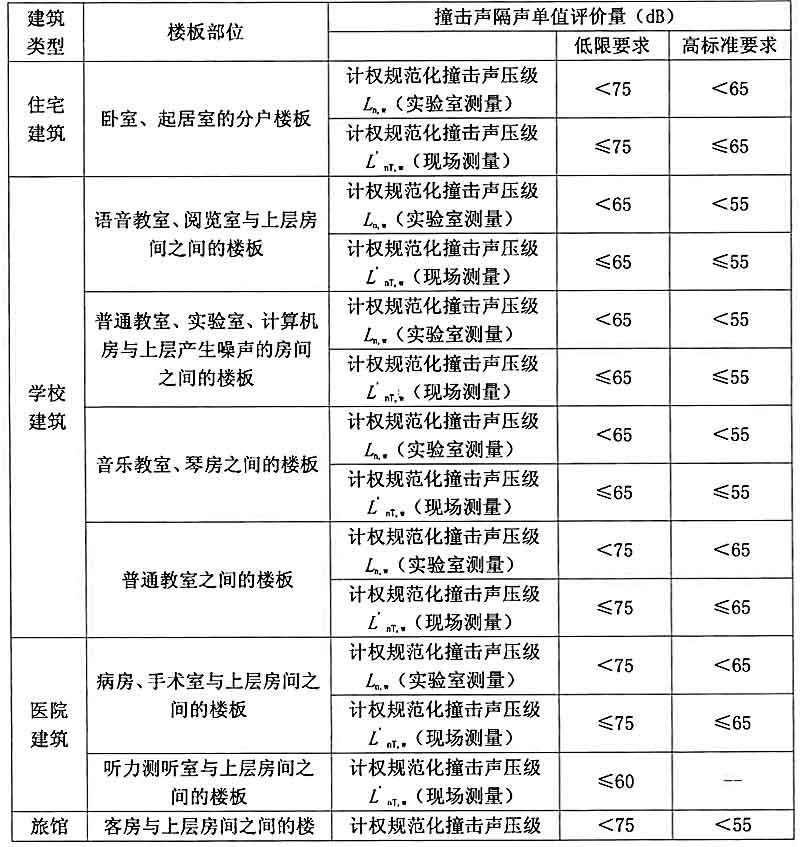 建筑类型 楼板部位 撞击声隔声单值评价量（dB）
低限要求 高标准要求
住宅建筑 卧室、起居室的分户楼板
计权规范化撞击声压级
Ln,w（实验室测量） <75 <65
计权规范化撞击声压级
L'nT,w（现场测量） ≤75 ≤65
学校建筑
语音教室、阅览室与上层房
间之间的楼板
计权规范化撞击声压级
Ln,w（实验室测量） <65 <55
计权规范化撞击声压级
L'nT,w（现场测量） ≤65 ≤55
普通教室、实验室、计算机
房与上层产生噪声的房间
之间的楼板
计权规范化撞击声压级
Ln,w（实验室测量） <65 <55
计权规范化撞击声压级
L'nT,w（现场测量） ≤65 ≤55
音乐教室、琴房之间的楼板
计权规范化撞击声压级
Ln,w（实验室测量） <65 <55
计权规范化撞击声压级
L'nT,w（现场测量） ≤65 ≤55
普通教室之间的楼板
计权规范化撞击声压级
Ln,w（实验室测量） <75 <65
计权规范化撞击声压级
L'nT,w（现场测量） ≤75 ≤65
医院建筑
病房、手术室与上层房间之
间的楼板
计权规范化撞击声压级
Ln,w（实验室测量） <75 <65
计权规范化撞击声压级
L'nT,w（现场测量） ≤75 ≤65
听力测听室与上层房间之
间的楼板
计权规范化撞击声压级
L'nT,w（现场测量） ≤60 --
旅馆 客房与上层房间之间的楼 计权规范化撞击声压级 <75 <55